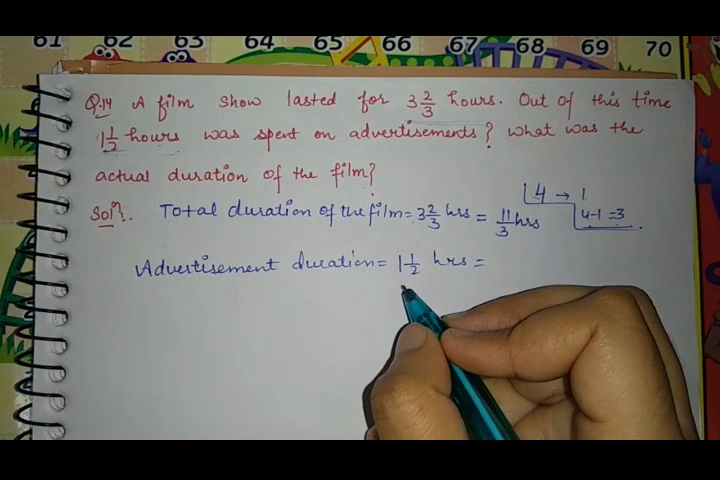 61 62 63 64 65 66 67 68 69 70
Q.14 A film show lasted for 3 2/3 hours. Out of this time
1 1/2 hours was spent on advertisements? What was the
actual duration of the film?
Soln. Total duration of the film = 3 2/3 hrs = 11/3 hrs
4 → 1
4-1 = 3
Advertisement duration = 1 1/2 hrs =